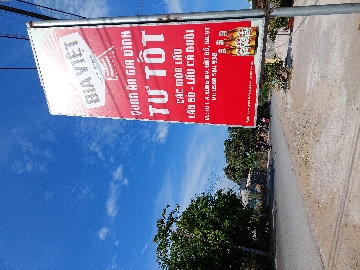 BIA VIỆT
QUÁN ĂN GIA ĐÌNH
TƯ TỐT
CÁC MÓN LẨU
LẨU BÒ - LẨU CÁ ĐUỐI